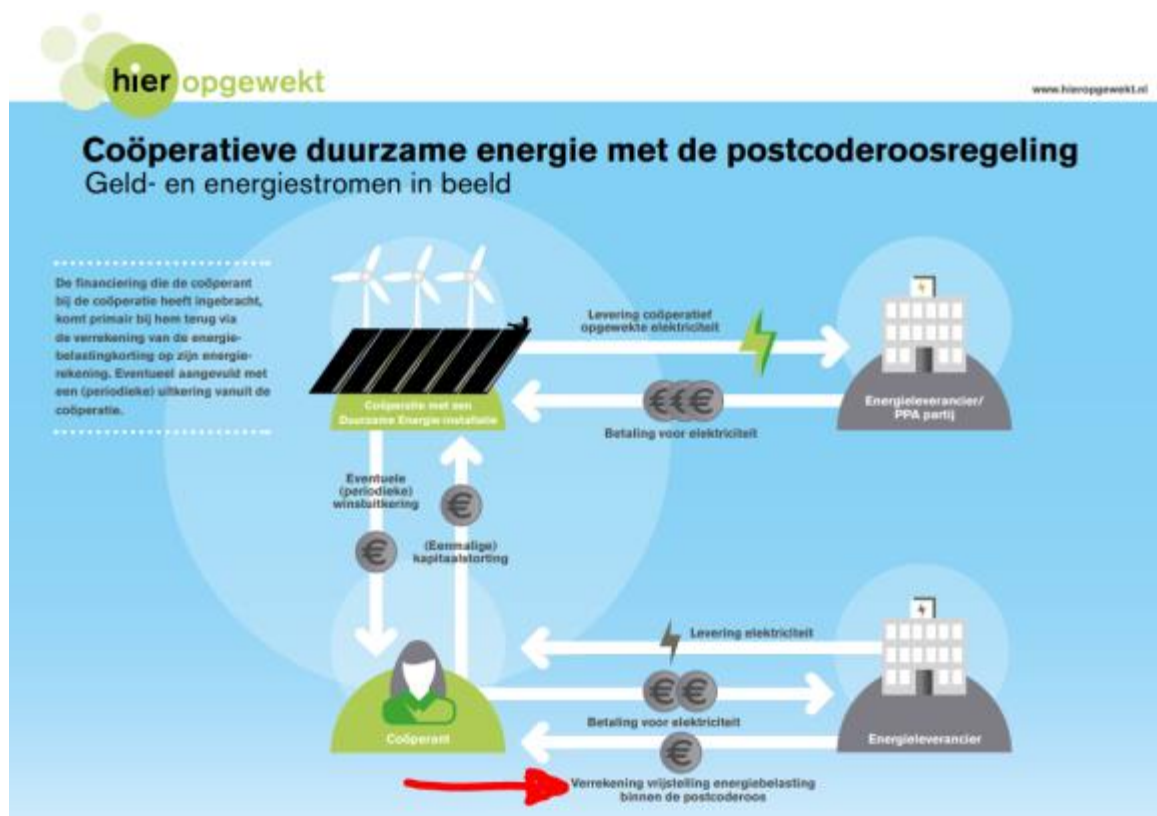 hier opgewekt
www.hieropgewekt.nl
Coöperatieve duurzame energie met de postcoderoosregeling
Geld- en energiestromen in beeld
De financiering die de coöperant
bij de coöperatie heeft ingebracht,
komt primair bij hem terug via
de verrekening van de energie-
belastingkorting op zijn energie-
rekening. Eventueel aangevuld met
een (periodieke) uitkering vanuit de
coöperatie.
Levering coöperatief
opgewekte elektriciteit
Coöperatie met een
Duurzame Energie-installatie
€€€
Betaling voor elektriciteit
Energieleverancier/
PPA partij
Eventuele
(periodieke)
winstuitkering
€
€
(Eenmalige)
kapitaalstorting
Levering elektriciteit
€€
Betaling voor elektriciteit
Coöperant
Energieleverancier
€
Verrekening vrijstelling energiebelasting
binnen de postcoderoos